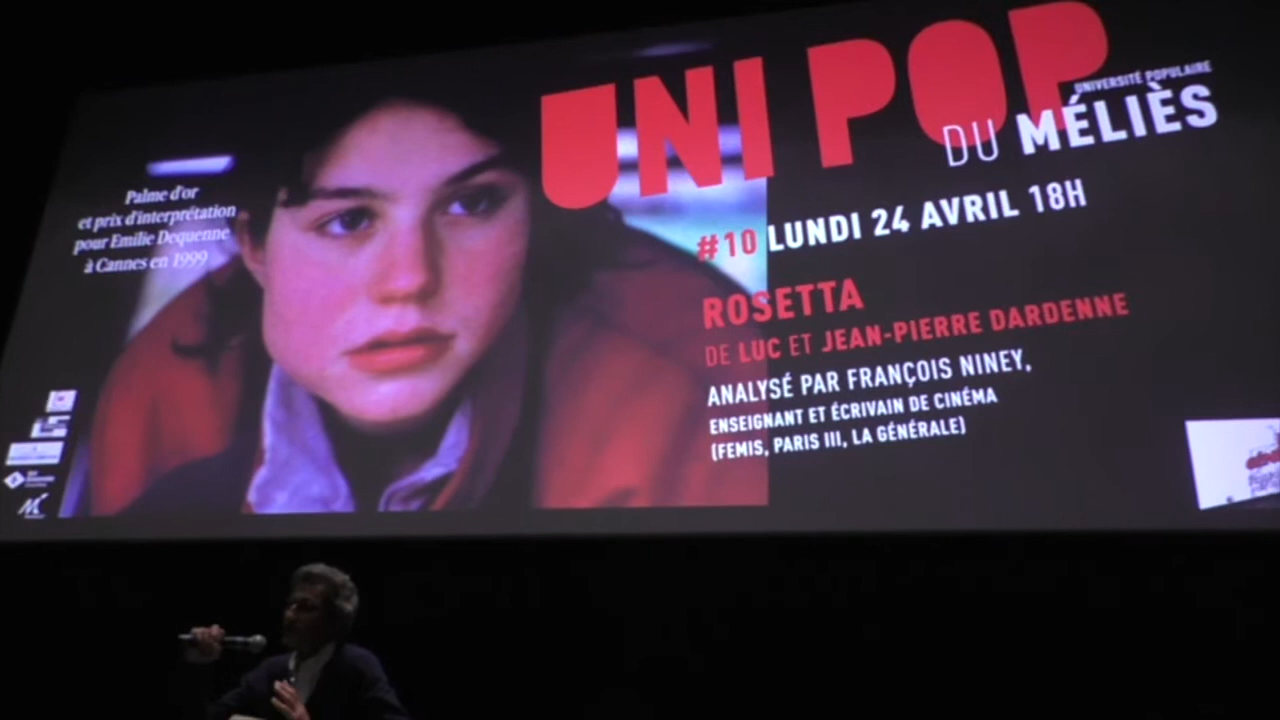 UNI POP
UNIVERSITÉ POPULAIRE
DU MÉLIÈS
Palme d'or
et prix d'interprétation
pour Emilie Dequenne
à Cannes en 1999
#10 LUNDI 24 AVRIL 18H
ROSETTA
DE LUC ET JEAN-PIERRE DARDENNE
ANALYSÉ PAR FRANÇOIS NINEY,
ENSEIGNANT ET ÉCRIVAIN DE CINÉMA
(FEMIS, PARIS III, LA GÉNÉRALE)